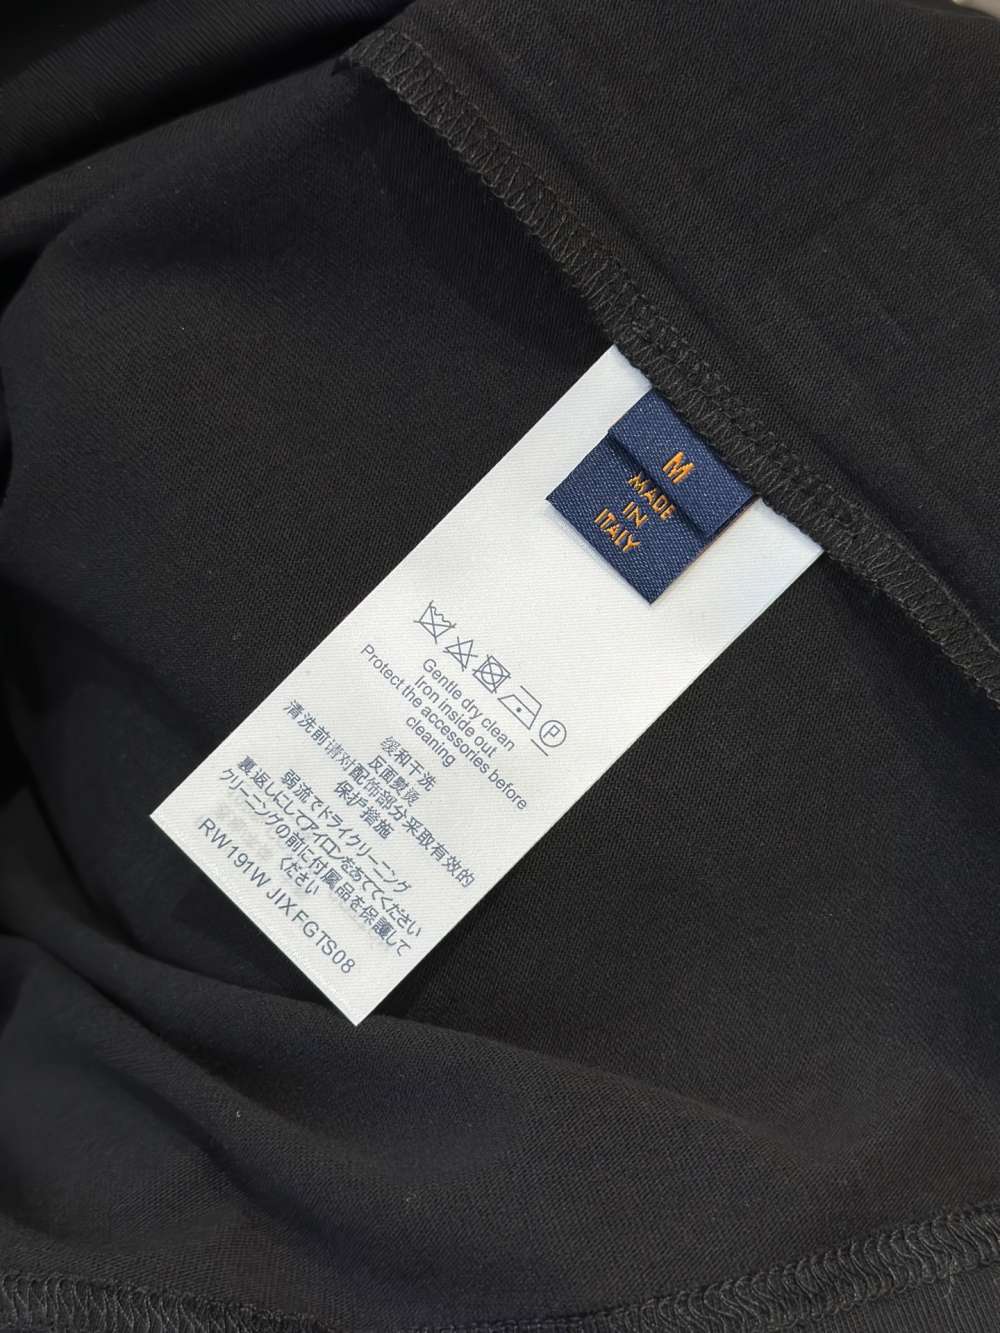 M
MADE
IN
ITALY
P
Gentle dry clean
Iron inside out
Protect the accessories before
cleaning
缓和干洗
反面熨烫
清洗前请对配饰部分采取有效的
保护措施
弱流でドライクリーニング
裏返しにしてアイロンをあててください
クリーニングの前に付属品を保護して
ください
RW191W JIX FGTS08